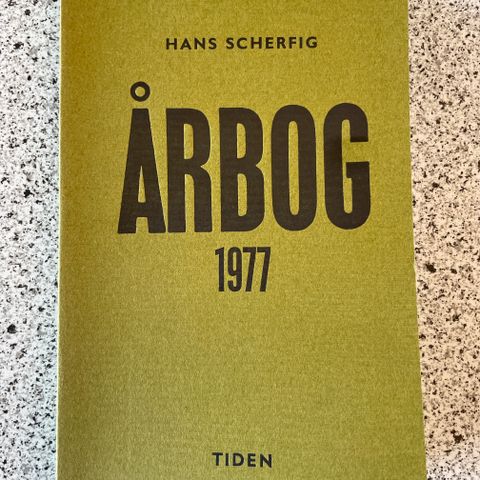 HANS SCHERFIG
ÅRBOG
1977
TIDEN